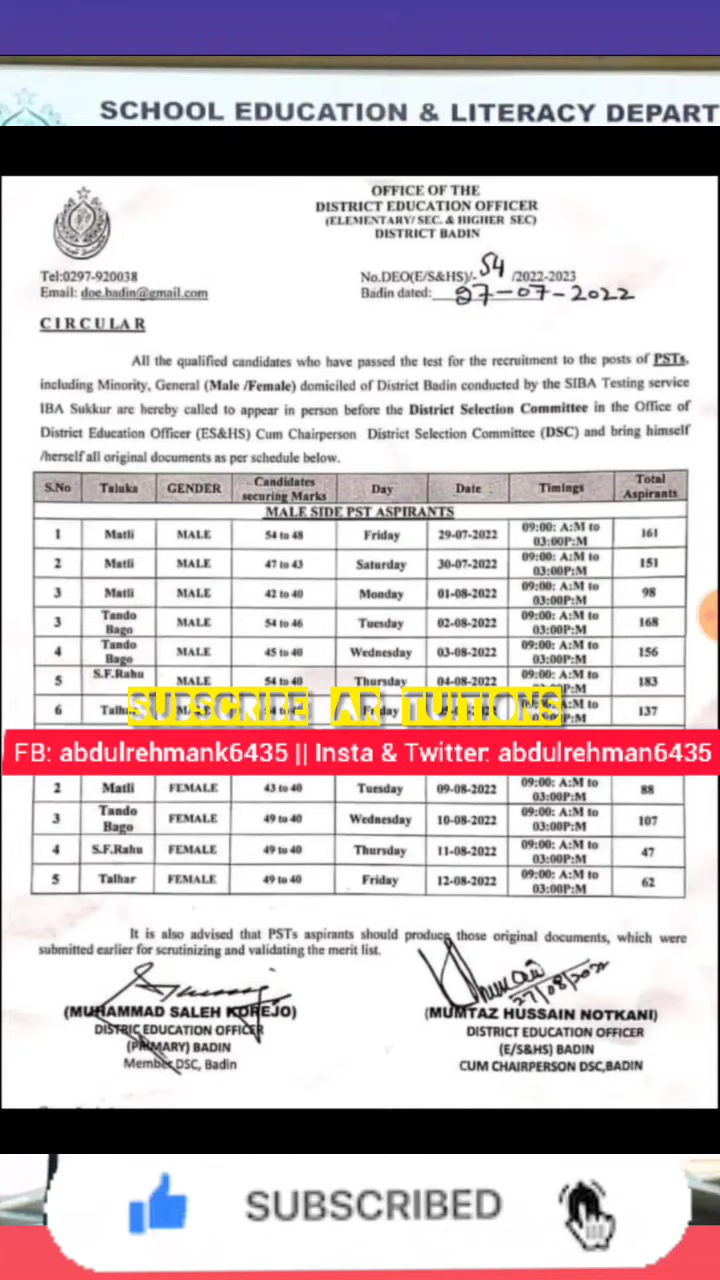 SCHOOL EDUCATION & LITERACY DEPART
OFFICE OF THE
DISTRICT EDUCATION OFFICER
(ELEMENTARY/ SEC. & HIGHER SEC)
DISTRICT BADIN
Tel:0297-920038
Email: doe.badin@gmail.com
No.DEO(E/S&HS)/- 54 /2022-2023
Badin dated: 27-07-2022
CIRCULAR
All the qualified candidates who have passed the test for the recruitment to the posts of PSTs,
including Minority, General (Male /Female) domiciled of District Badin conducted by the SIBA Testing service
IBA Sukkur are hereby called to appear in person before the District Selection Committee in the Office of
District Education Officer (ES&HS) Cum Chairperson District Selection Committee (DSC) and bring himself
/herself all original documents as per schedule below.
S.No Taluka GENDER Candidates securing Marks Day Date Timings Total Aspirants
MALE SIDE PST ASPIRANTS
1 Matli MALE 54 to 48 Friday 29-07-2022 09:00: A:M to 03:00P:M 161
2 Matli MALE 47 to 43 Saturday 30-07-2022 09:00: A:M to 03:00P:M 151
3 Matli MALE 42 to 40 Monday 01-08-2022 09:00: A:M to 03:00P:M 98
3 Tando Bago MALE 54 to 46 Tuesday 02-08-2022 09:00: A:M to 03:00P:M 168
4 Tando Bago MALE 45 to 40 Wednesday 03-08-2022 09:00: A:M to 03:00P:M 156
5 S.F.Rahu MALE 54 to 40 Thursday 04-08-2022 09:00: A:M to P:M 183
SUBSCRIBE AR TUITIONS
6 Talhar A:M to 03:00P:M 137
FB: abdulrehmank6435 || Insta & Twitter: abdulrehman6435
2 Matli FEMALE 43 to 40 Tuesday 09-08-2022 09:00: A:M to 03:00P:M 88
3 Tando Bago FEMALE 49 to 40 Wednesday 10-08-2022 09:00: A:M to 03:00P:M 107
4 S.F.Rahu FEMALE 49 to 40 Thursday 11-08-2022 09:00: A:M to 03:00P:M 47
5 Talhar FEMALE 49 to 40 Friday 12-08-2022 09:00: A:M to 03:00P:M 62
It is also advised that PSTs aspirants should produce those original documents, which were
submitted earlier for scrutinizing and validating the merit list.
27/08/202
(MUHAMMAD SALEH KOREJO)
DISTRIC EDUCATION OFFICER
(PRIMARY) BADIN
Member DSC, Badin
(MUMTAZ HUSSAIN NOTKANI)
DISTRICT EDUCATION OFFICER
(E/S&HS) BADIN
CUM CHAIRPERSON DSC,BADIN
SUBSCRIBED